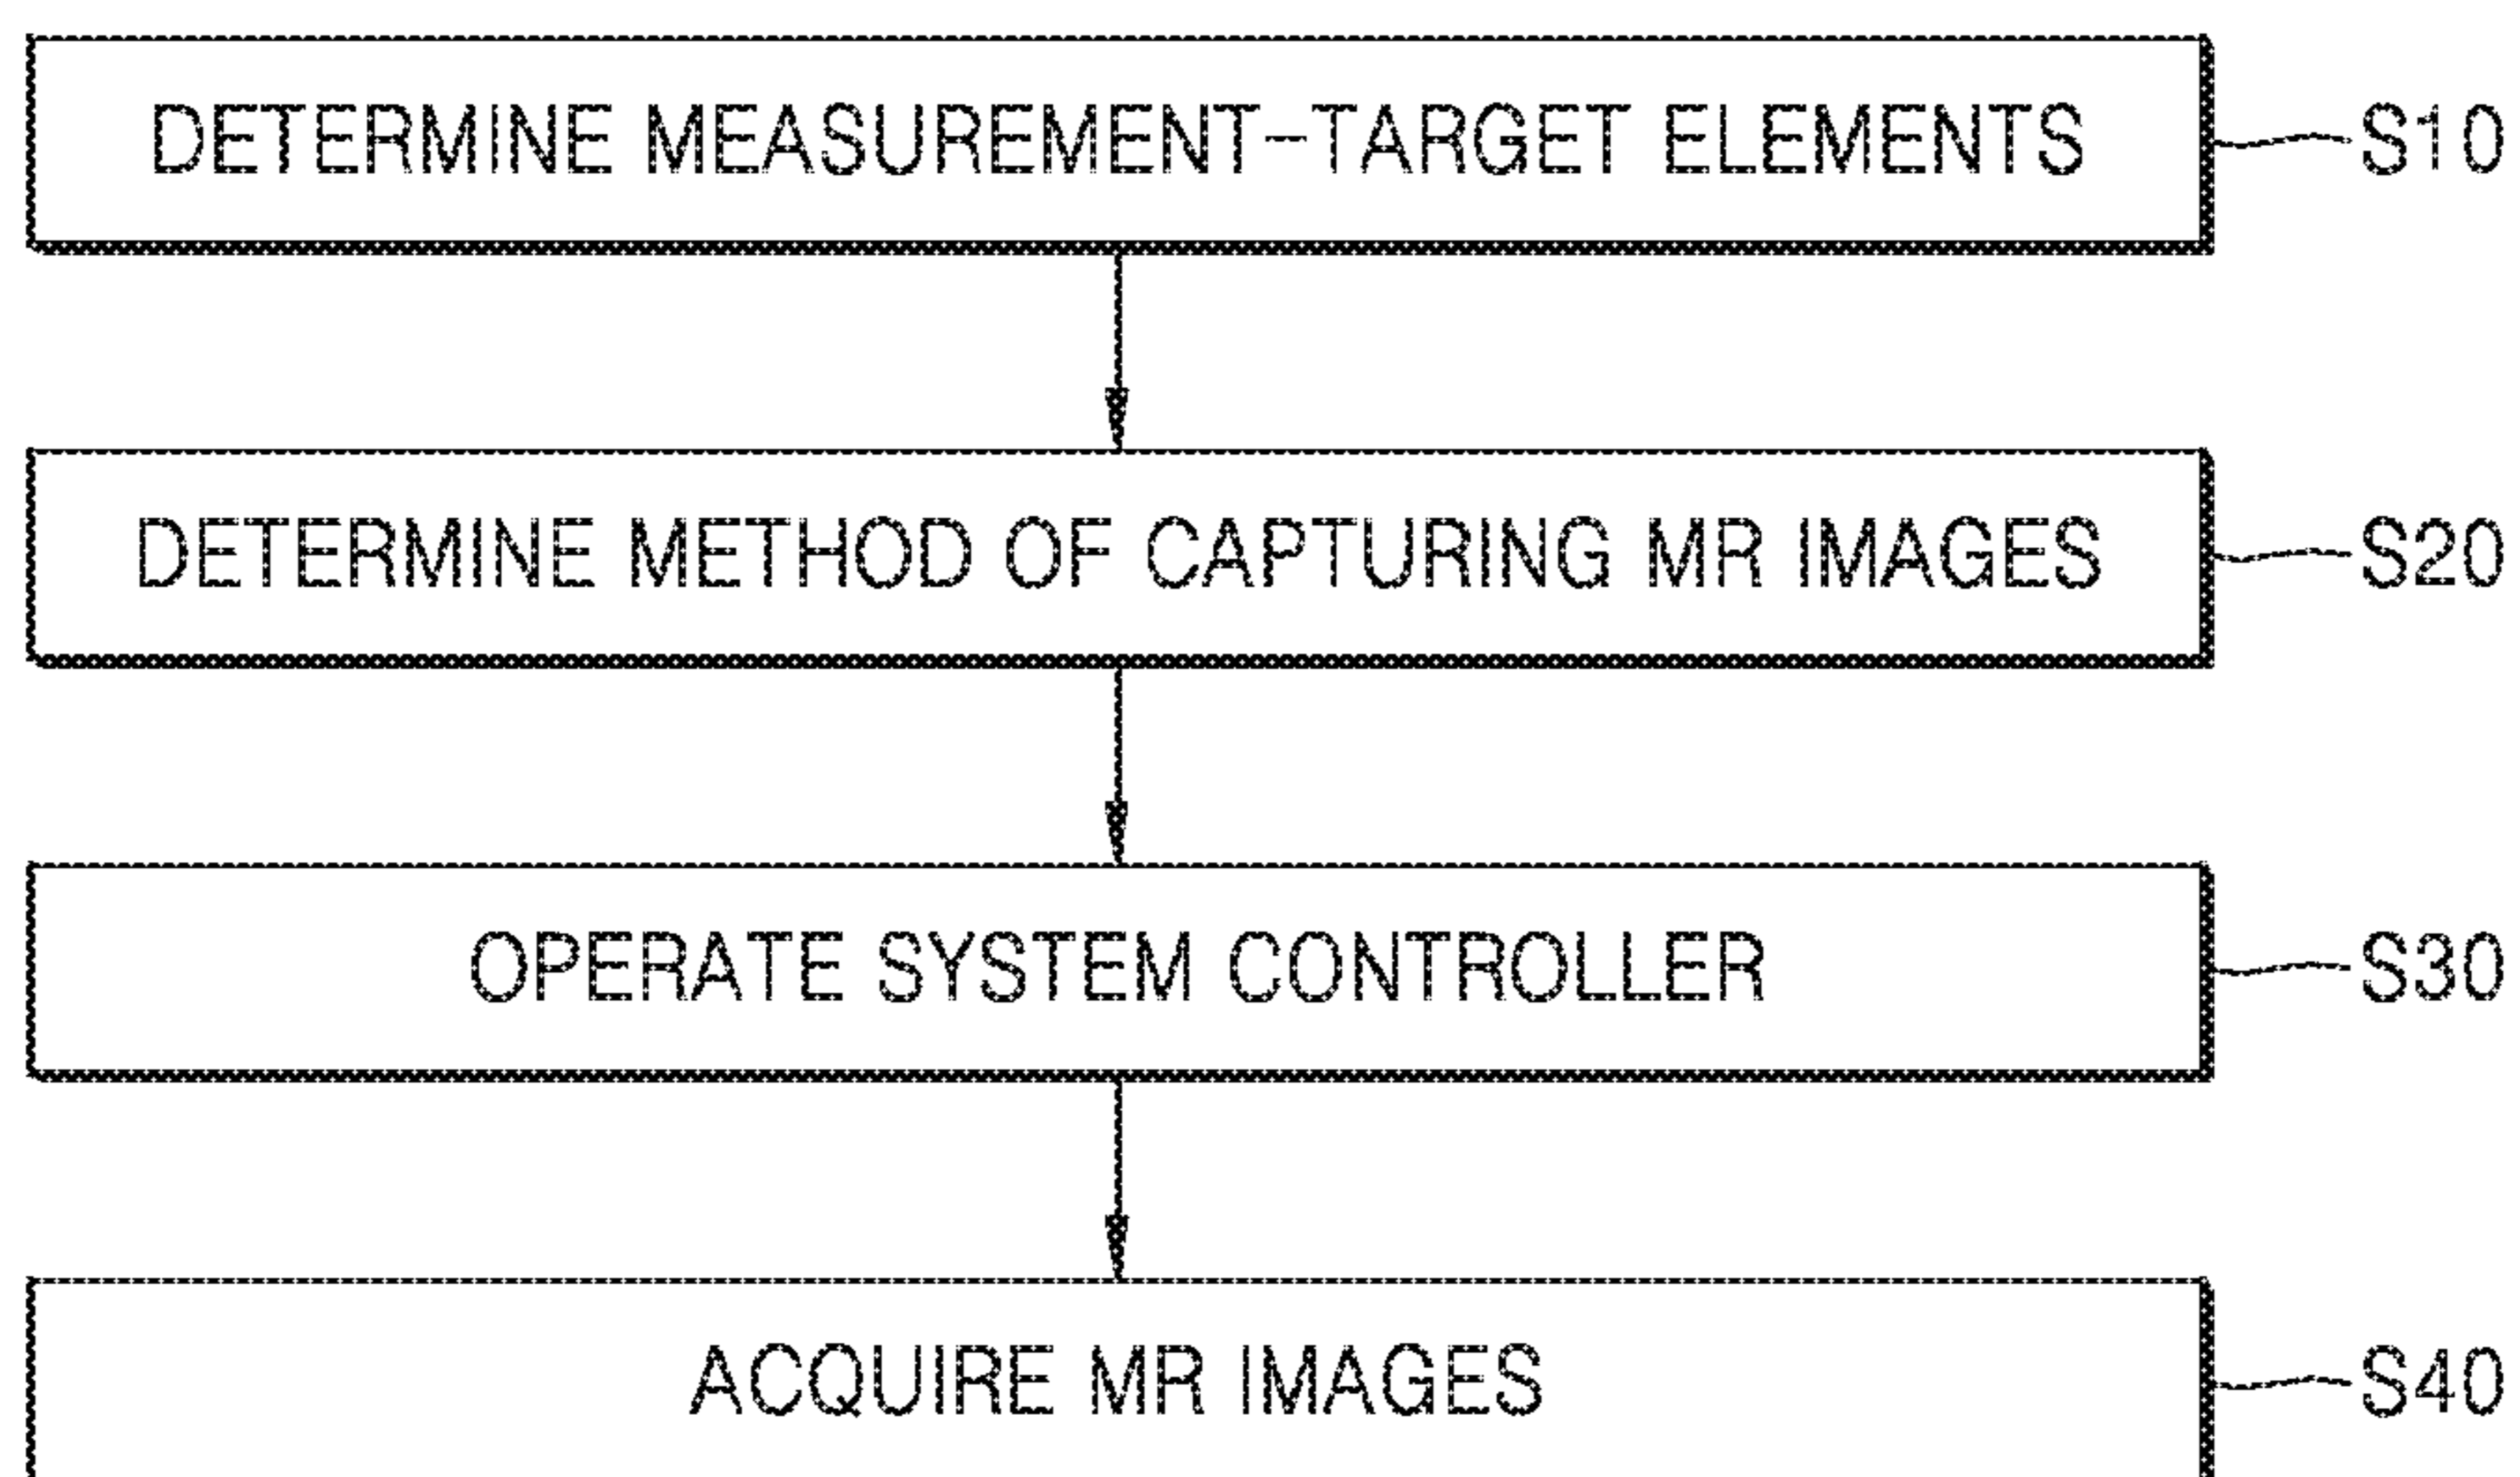 DETERMINE MEASUREMENT-TARGET ELEMENTS S10
DETERMINE METHOD OF CAPTURING MR IMAGES S20
OPERATE SYSTEM CONTROLLER S30
ACQUIRE MR IMAGES S40